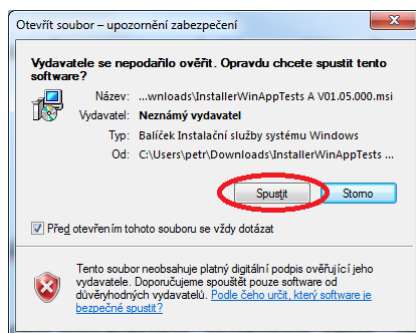 Otevřít soubor – upozornění zabezpečení
Vydavatele se nepodařilo ověřit. Opravdu chcete spustit tento
software?
Název: ...wnloads\InstallerWinAppTests A V01.05.000.msi
Vydavatel: Neznámý vydavatel
Typ: Balíček Instalační služby systému Windows
Od: C:\Users\petr\Downloads\InstallerWinAppTests ...
Spustit Storno
Před otevřením tohoto souboru se vždy dotázat
Tento soubor neobsahuje platný digitální podpis ověřující jeho
vydavatele. Doporučujeme spouštět pouze software od
důvěryhodných vydavatelů. Podle čeho určit, který software je
bezpečné spustit?